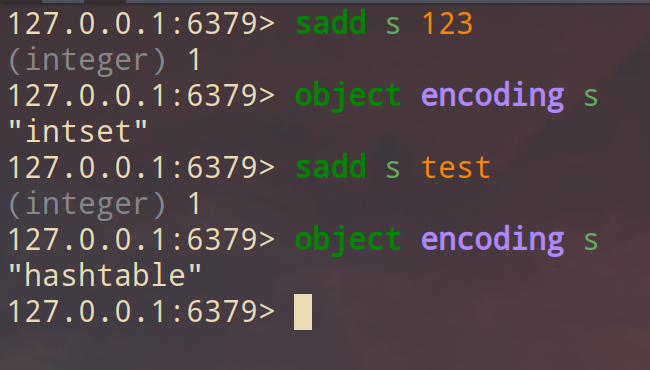 127.0.0.1:6379> sadd s 123
(integer) 1
127.0.0.1:6379> object encoding s
"intset"
127.0.0.1:6379> sadd s test
(integer) 1
127.0.0.1:6379> object encoding s
"hashtable"
127.0.0.1:6379>